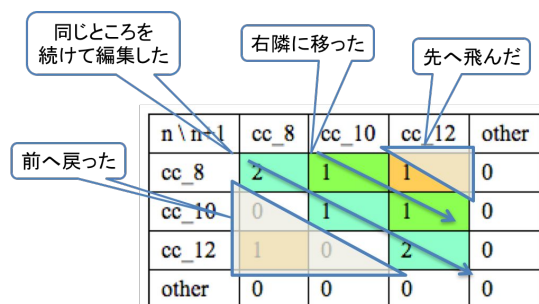 同じところを
続けて編集した
右隣に移った
先へ飛んだ
前へ戻った
n \ n+1 cc_8 cc_10 cc_12 other
cc_8 2 1 1 0
cc_10 0 1 1 0
cc_12 1 0 2 0
other 0 0 0 0